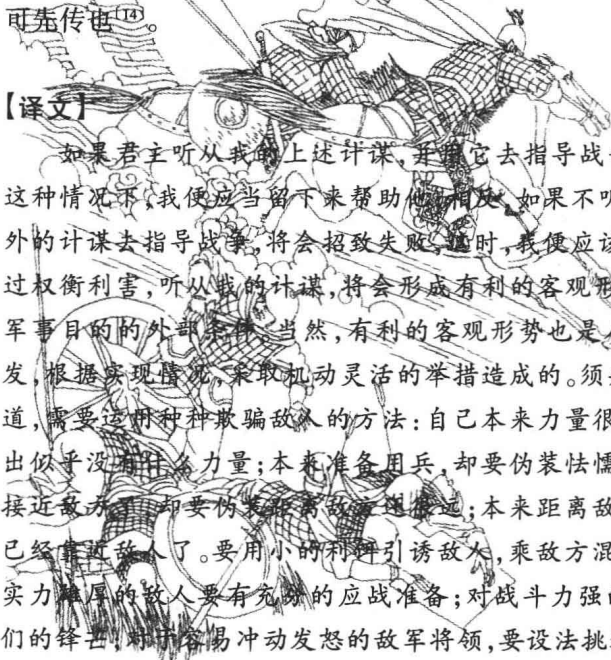 可先传也[14]。
【译文】
如果君主听从我的上述计谋,并用它去指导战
这种情况下,我便应当留下来帮助他;相反,如果不听
外的计谋去指导战争,将会招致失败,这时,我便应该
过权衡利害,听从我的计谋,将会形成有利的客观形
军事目的的外部条件。当然,有利的客观形势也是
发,根据实现情况,采取机动灵活的举措造成的。须
道,需要运用种种欺骗敌人的方法:自己本来力量很
出似乎没有什么力量;本来准备用兵,却要伪装怯懦
接近敌方了,却要伪装距离敌方还很远;本来距离敌
已经靠近敌人了。要用小的利饵引诱敌人,乘敌方混
实力雄厚的敌人要有充分的应战准备;对战斗力强
们的锋芒;对于容易冲动发怒的敌军将领,要设法挑